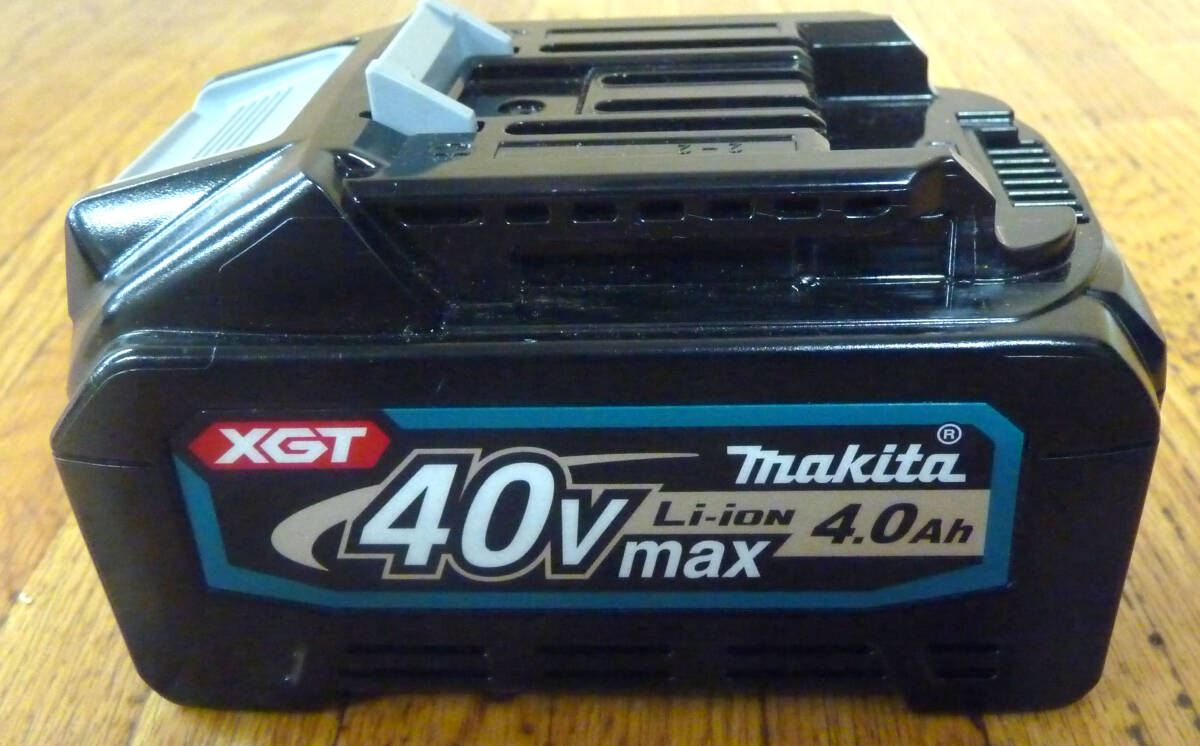 XGT
makita®
40V Li-ion 4.0Ah
max